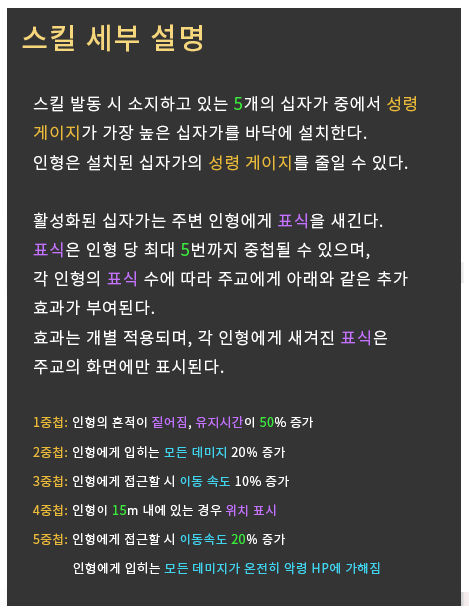 스킬 세부 설명
스킬 발동 시 소지하고 있는 5개의 십자가 중에서 성령
게이지가 가장 높은 십자가를 바닥에 설치한다.
인형은 설치된 십자가의 성령 게이지를 줄일 수 있다.
활성화된 십자가는 주변 인형에게 표식을 새긴다.
표식은 인형 당 최대 5번까지 중첩될 수 있으며,
각 인형의 표식 수에 따라 주교에게 아래와 같은 추가
효과가 부여된다.
효과는 개별 적용되며, 각 인형에게 새겨진 표식은
주교의 화면에만 표시된다.
1중첩: 인형의 흔적이 짙어짐, 유지시간이 50% 증가
2중첩: 인형에게 입히는 모든 데미지 20% 증가
3중첩: 인형에게 접근할 시 이동 속도 10% 증가
4중첩: 인형이 15m 내에 있는 경우 위치 표시
5중첩: 인형에게 접근할 시 이동속도 20% 증가
인형에게 입히는 모든 데미지가 온전히 악령 HP에 가해짐